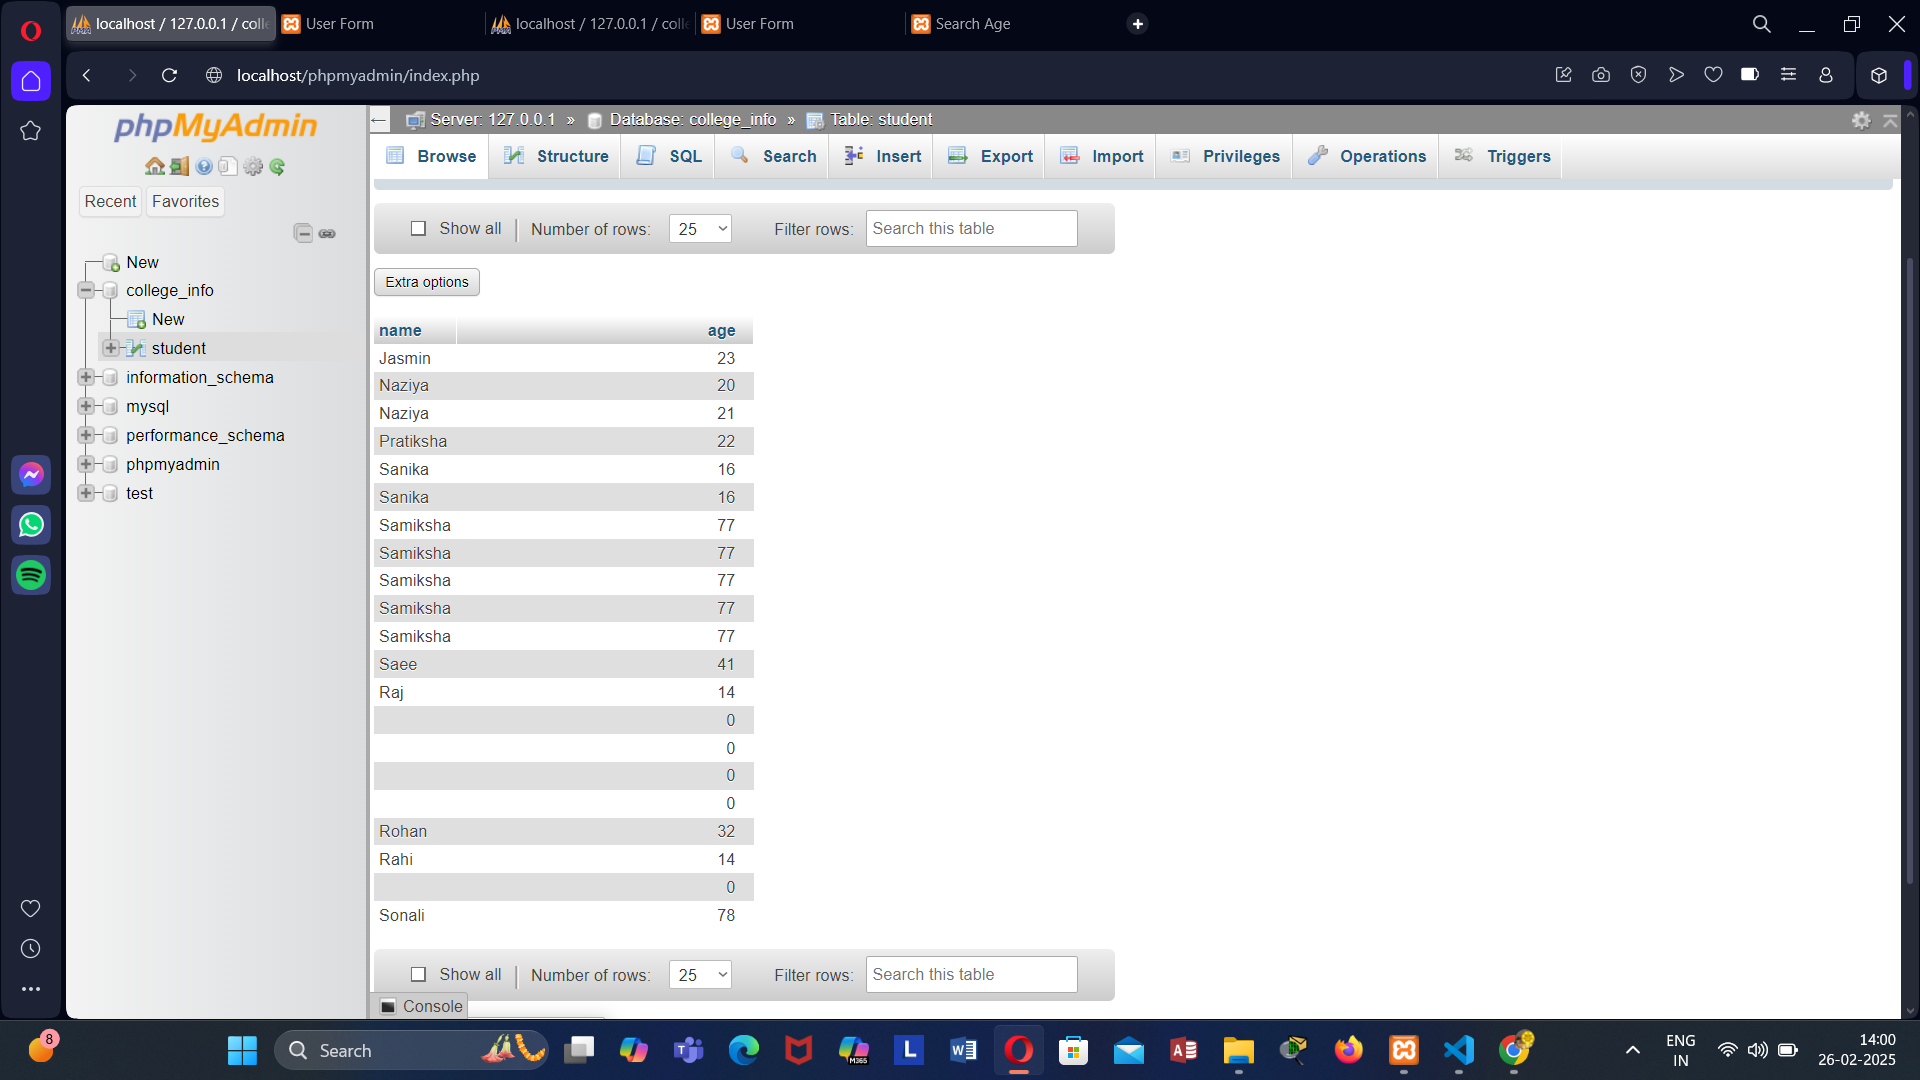 localhost / 127.0.0.1 / colle
User Form
localhost / 127.0.0.1 / colle
User Form
Search Age
localhost/phpmyadmin/index.php
phpMyAdmin
Recent
Favorites
New
college_info
New
student
information_schema
mysql
performance_schema
phpmyadmin
test
Server: 127.0.0.1 » Database: college_info » Table: student
Browse
Structure
SQL
Search
Insert
Export
Import
Privileges
Operations
Triggers
Show all
Number of rows: 25
Filter rows: Search this table
Extra options
name age
Jasmin 23
Naziya 20
Naziya 21
Pratiksha 22
Sanika 16
Sanika 16
Samiksha 77
Samiksha 77
Samiksha 77
Samiksha 77
Samiksha 77
Saee 41
Raj 14
0
0
0
0
Rohan 32
Rahi 14
0
Sonali 78
Show all
Number of rows: 25
Filter rows: Search this table
Console
8
Search
M365
L
ENG
IN
14:00
26-02-2025